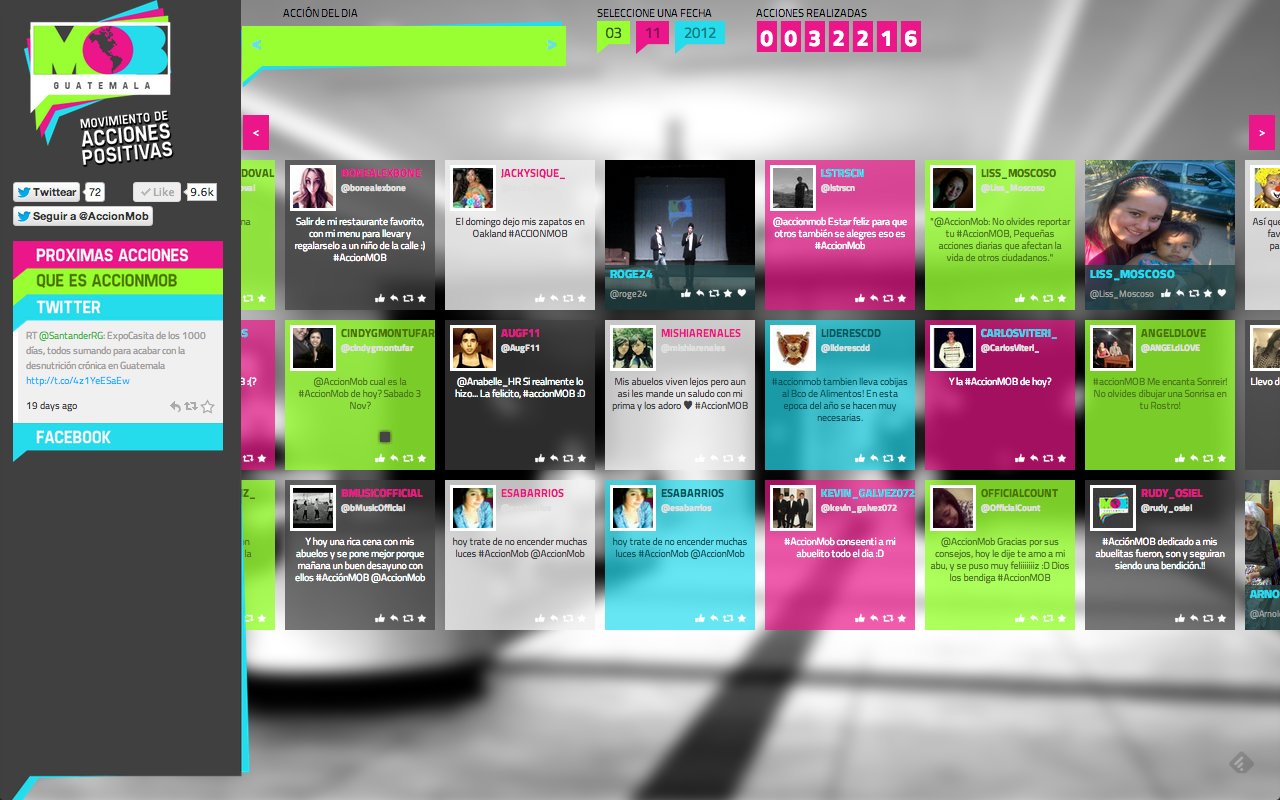 MOB
GUATEMALA
MOVIMIENTO DE
ACCIONES
POSITIVAS
Twittear
72
Like
9.6k
Seguir a @AccionMob
PROXIMAS ACCIONES
QUE ES ACCIONMOB
TWITTER
RT @SantanderRG: ExpoCasita de los 1000
días, todos sumando para acabar con la
desnutrición crónica en Guatemala
http://t.co/4z1YeESaEw
19 days ago
FACEBOOK
ACCIÓN DEL DIA
<
>
SELECCIONE UNA FECHA
03
11
2012
ACCIONES REALIZADAS
0032216
<
>
DOVAL
BONEALEXBONE
@bonealexbone
Salir de mi restaurante favorito,
con mi menu para llevar y
regalarselo a un niño de la calle :)
#AccionMOB
JACKYSIQUE_
El domingo dejo mis zapatos en
Oakland #ACCIONMOB
ROGE24
@roge24
LSTRSCN
@lstrscn
@accionmob Estar feliz para que
otros también se alegres eso es
#AccionMob
LISS_MOSCOSO
@Liss_Moscoso
"@AccionMob: No olvides reportar
tu #AccionMOB, Pequeñas
acciones diarias que afectan la
vida de otros ciudadanos."
LISS_MOSCOSO
@Liss_Moscoso
Así que
fav
pa
CINDYGMONTUFAR
@cindygmontufar
@AccionMob cual es la
#AccionMob de hoy? Sabado 3
Nov?
AUGF11
@AugF11
@Anabelle_HR Si realmente lo
hizo... La felicito, #accionMOB :D
MISHIARENALES
@mishiarenales
Mis abuelos viven lejos pero aun
asi les mande un saludo con mi
prima y los adoro ♥ #AccionMOB
LIDERESCDD
@liderescdd
#accionmob tambien lleva cobijas
al Bco de Alimentos! En esta
epoca del año se hacen muy
necesarias.
CARLOSVITERI_
@CarlosViteri_
Y la #AccionMOB de hoy?
ANGELDLOVE
@ANGELdLOVE
#accionMOB Me encanta Sonreir!
No olvides dibujar una Sonrisa en
tu Rostro!
Llevo d
BMUSICOFFICIAL
@bMusicOfficial
Y hoy una rica cena con mis
abuelos y se pone mejor porque
mañana un buen desayuno con
ellos #AcciónMOB @AccionMob
ESABARRIOS
hoy trate de no encender muchas
luces #AccionMob @AccionMob
ESABARRIOS
@esabarrios
hoy trate de no encender muchas
luces #AccionMob @AccionMob
KEVIN_GALVEZ072
@kevin_galvez072
#AccionMob consenti a mi
abuelito todo el dia :D
OFFICIALCOUNT
@OfficialCount
@AccionMob Gracias por sus
consejos, hoy le dije te amo a mi
abu, y se puso muy feliiiiiiiz :D Dios
los bendiga #AccionMOB
RUDY_OSIEL
@rudy_osiel
#AcciónMOB dedicado a mis
abuelitas fueron, son y seguiran
siendo una bendición.!!
ARNO
@Arnol